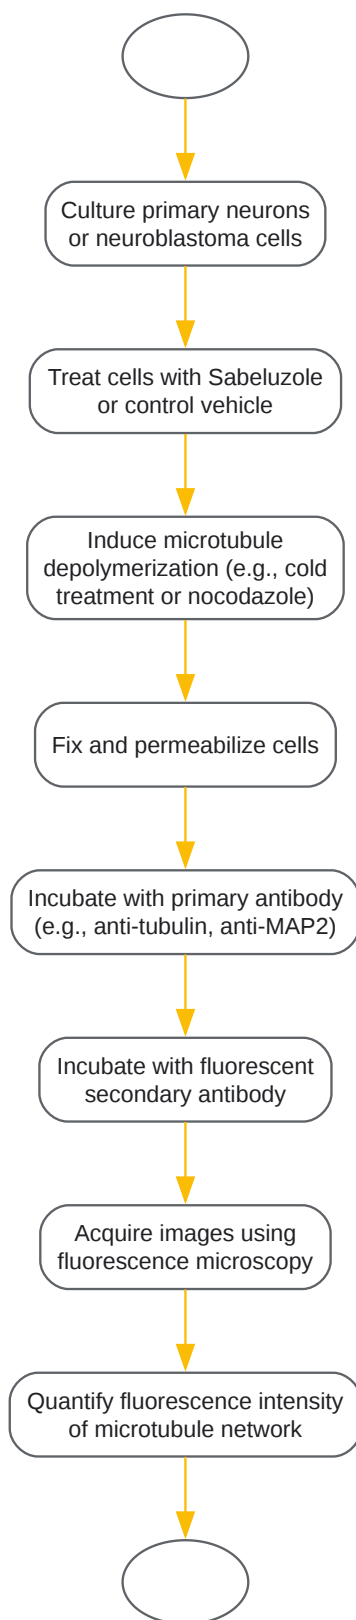 Culture primary neurons
or neuroblastoma cells
Treat cells with Sabeluzole
or control vehicle
Induce microtubule
depolymerization (e.g., cold
treatment or nocodazole)
Fix and permeabilize cells
Incubate with primary antibody
(e.g., anti-tubulin, anti-MAP2)
Incubate with fluorescent
secondary antibody
Acquire images using
fluorescence microscopy
Quantify fluorescence intensity
of microtubule network